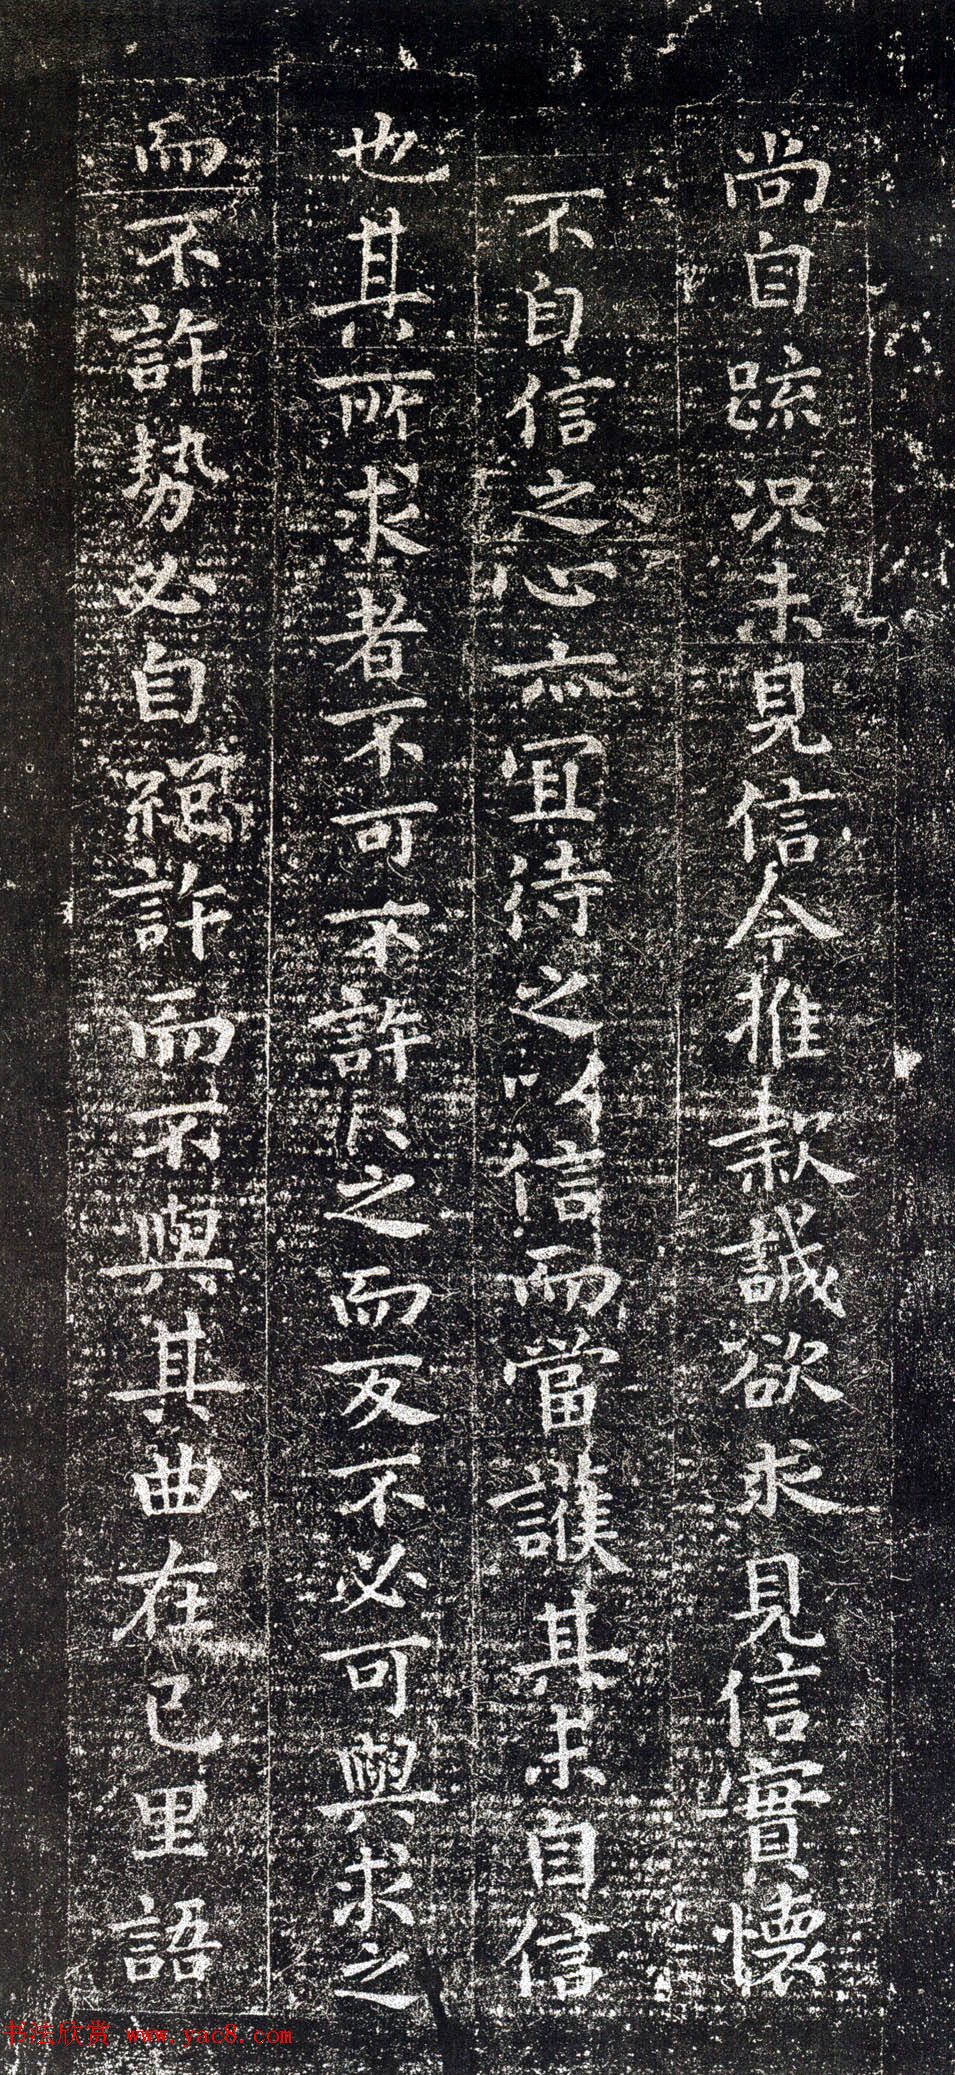 尚自疏况未見信今推款誠欲求見信實懷
不自信之心亦宜待之以信而當護其未自信
也其所求者不可不許許之而反不必可與求之
而不許勢必自絕許而不與其曲在己里語
书法欣赏 www.yac8.com